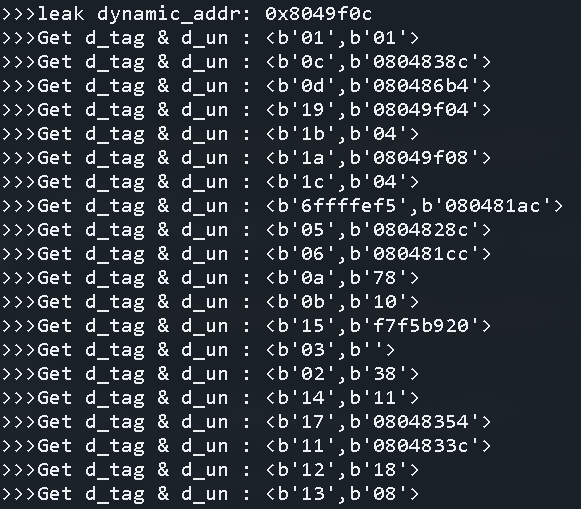 >>>leak dynamic_addr: 0x8049f0c
>>>Get d_tag & d_un : <b'01',b'01'>
>>>Get d_tag & d_un : <b'0c',b'0804838c'>
>>>Get d_tag & d_un : <b'0d',b'080486b4'>
>>>Get d_tag & d_un : <b'19',b'08049f04'>
>>>Get d_tag & d_un : <b'1b',b'04'>
>>>Get d_tag & d_un : <b'1a',b'08049f08'>
>>>Get d_tag & d_un : <b'1c',b'04'>
>>>Get d_tag & d_un : <b'6ffffef5',b'080481ac'>
>>>Get d_tag & d_un : <b'05',b'0804828c'>
>>>Get d_tag & d_un : <b'06',b'080481cc'>
>>>Get d_tag & d_un : <b'0a',b'78'>
>>>Get d_tag & d_un : <b'0b',b'10'>
>>>Get d_tag & d_un : <b'15',b'f7f5b920'>
>>>Get d_tag & d_un : <b'03',b''>
>>>Get d_tag & d_un : <b'02',b'38'>
>>>Get d_tag & d_un : <b'14',b'11'>
>>>Get d_tag & d_un : <b'17',b'08048354'>
>>>Get d_tag & d_un : <b'11',b'0804833c'>
>>>Get d_tag & d_un : <b'12',b'18'>
>>>Get d_tag & d_un : <b'13',b'08'>